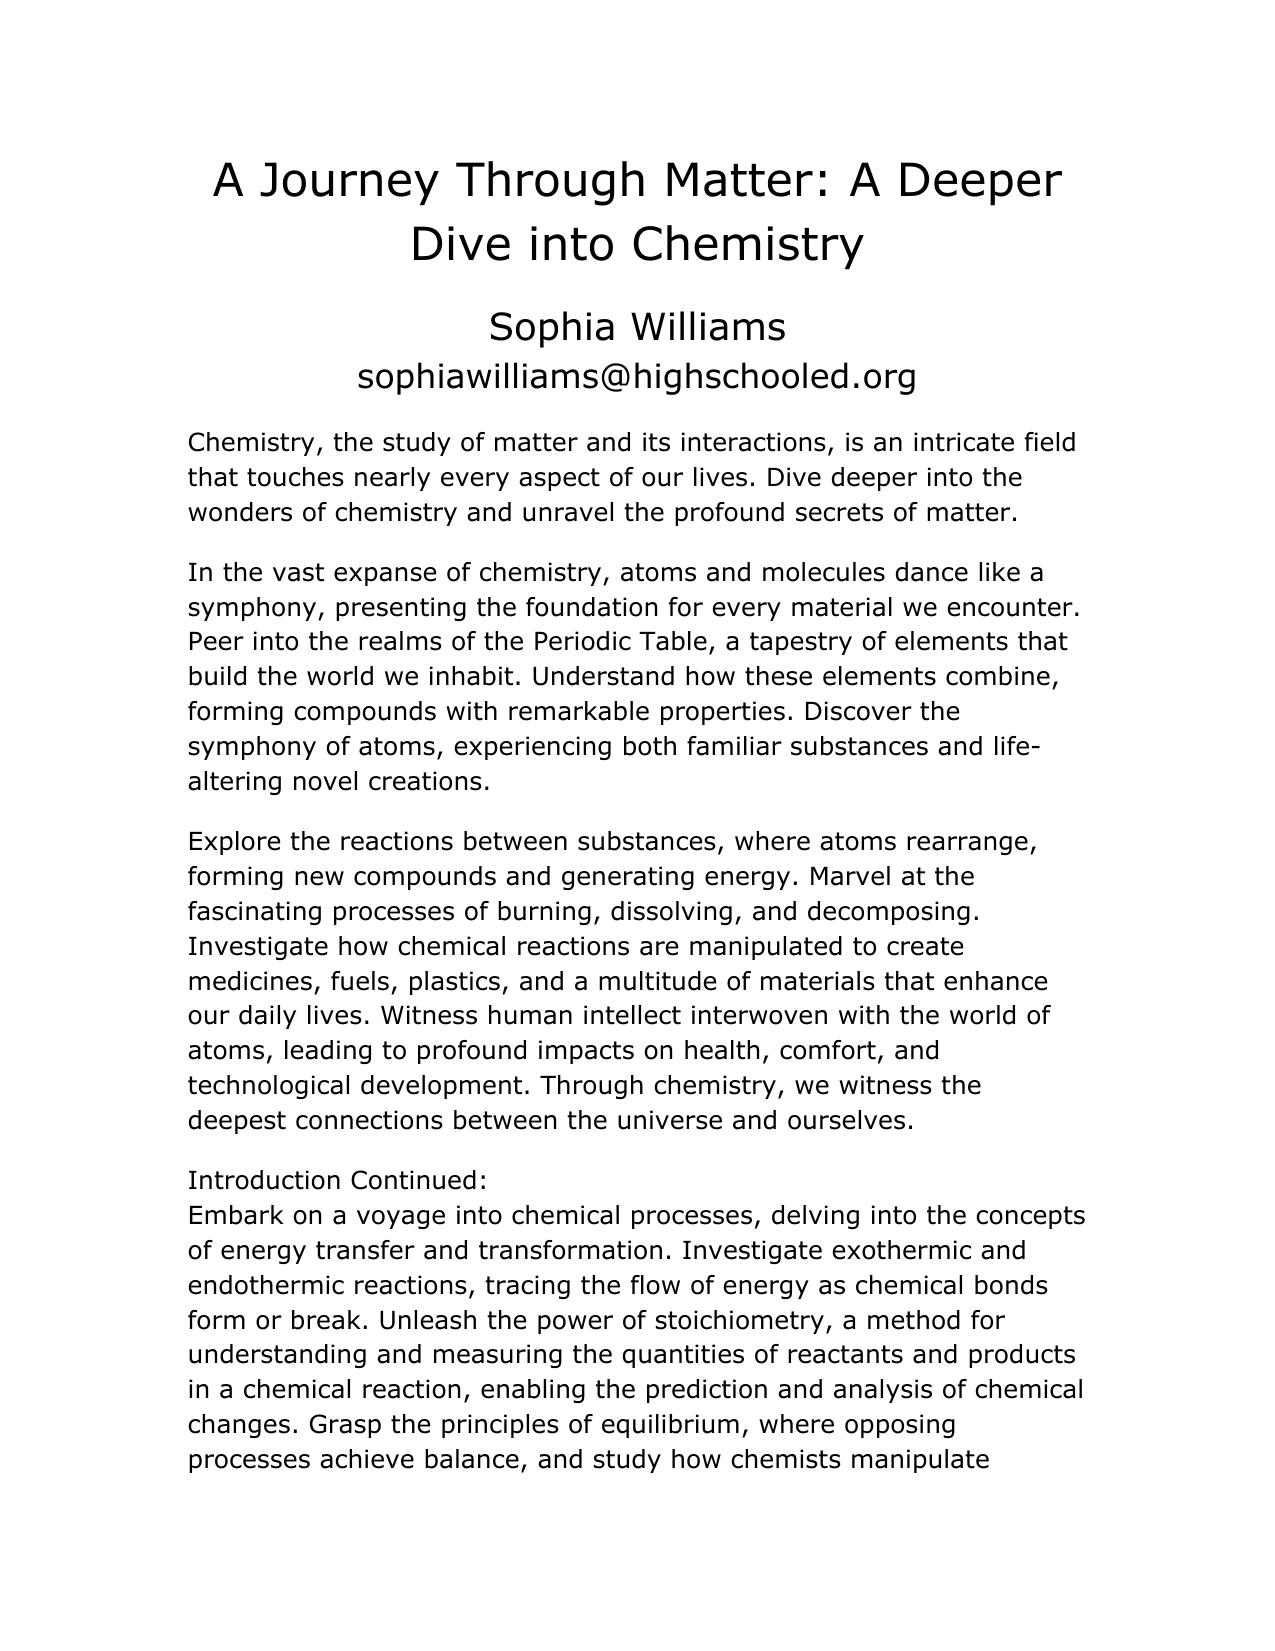 A Journey Through Matter: A Deeper
Dive into Chemistry
Sophia Williams
sophiawilliams@highschooled.org
Chemistry, the study of matter and its interactions, is an intricate field
that touches nearly every aspect of our lives. Dive deeper into the
wonders of chemistry and unravel the profound secrets of matter.
In the vast expanse of chemistry, atoms and molecules dance like a
symphony, presenting the foundation for every material we encounter.
Peer into the realms of the Periodic Table, a tapestry of elements that
build the world we inhabit. Understand how these elements combine,
forming compounds with remarkable properties. Discover the
symphony of atoms, experiencing both familiar substances and life-
altering novel creations.
Explore the reactions between substances, where atoms rearrange,
forming new compounds and generating energy. Marvel at the
fascinating processes of burning, dissolving, and decomposing.
Investigate how chemical reactions are manipulated to create
medicines, fuels, plastics, and a multitude of materials that enhance
our daily lives. Witness human intellect interwoven with the world of
atoms, leading to profound impacts on health, comfort, and
technological development. Through chemistry, we witness the
deepest connections between the universe and ourselves.
Introduction Continued:
Embark on a voyage into chemical processes, delving into the concepts
of energy transfer and transformation. Investigate exothermic and
endothermic reactions, tracing the flow of energy as chemical bonds
form or break. Unleash the power of stoichiometry, a method for
understanding and measuring the quantities of reactants and products
in a chemical reaction, enabling the prediction and analysis of chemical
changes. Grasp the principles of equilibrium, where opposing
processes achieve balance, and study how chemists manipulate